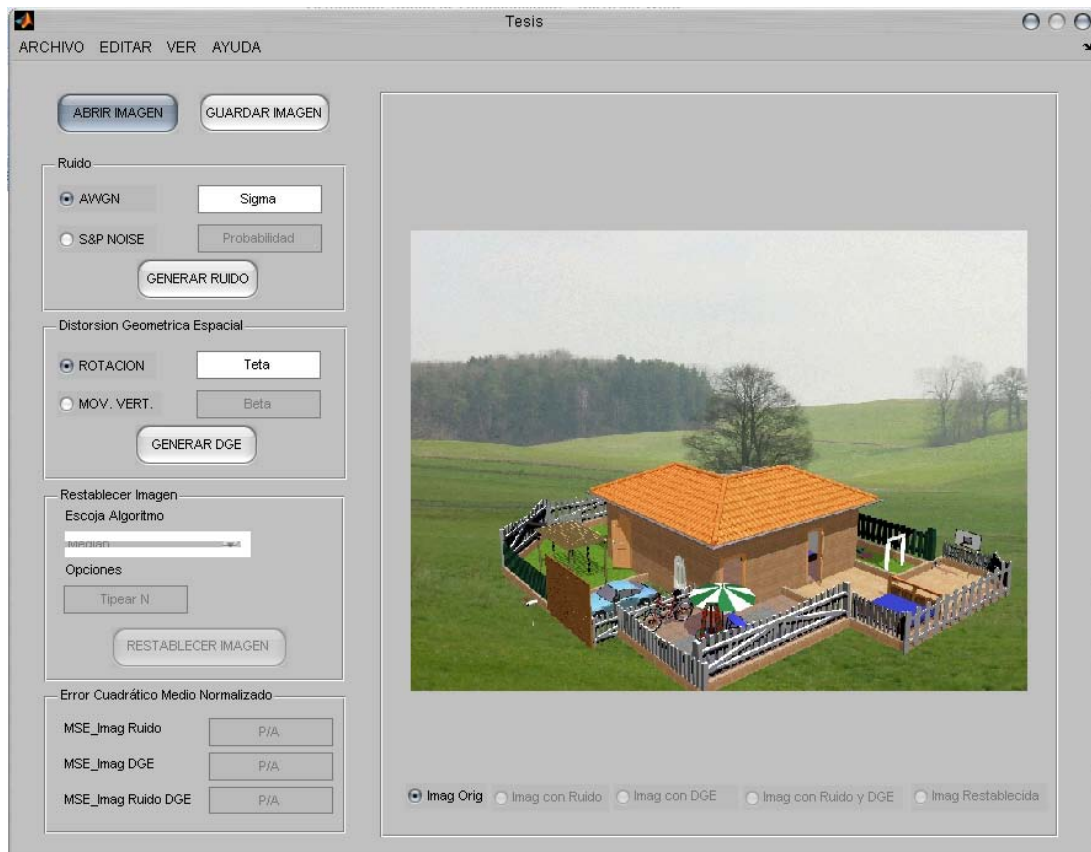 Tesis
ARCHIVO EDITAR VER AYUDA
ABRIR IMAGEN
GUARDAR IMAGEN
Ruido
AWGN
Sigma
S&P NOISE
Probabilidad
GENERAR RUIDO
Distorsion Geometrica Espacial
ROTACION
Teta
MOV. VERT.
Beta
GENERAR DGE
Restablecer Imagen
Escoja Algoritmo
Median
Opciones
Tipear N
RESTABLECER IMAGEN
Error Cuadrático Medio Normalizado
MSE_Imag Ruido
P/A
MSE_Imag DGE
P/A
MSE_Imag Ruido DGE
P/A
Imag Orig
Imag con Ruido
Imag con DGE
Imag con Ruido y DGE
Imag Restablecida